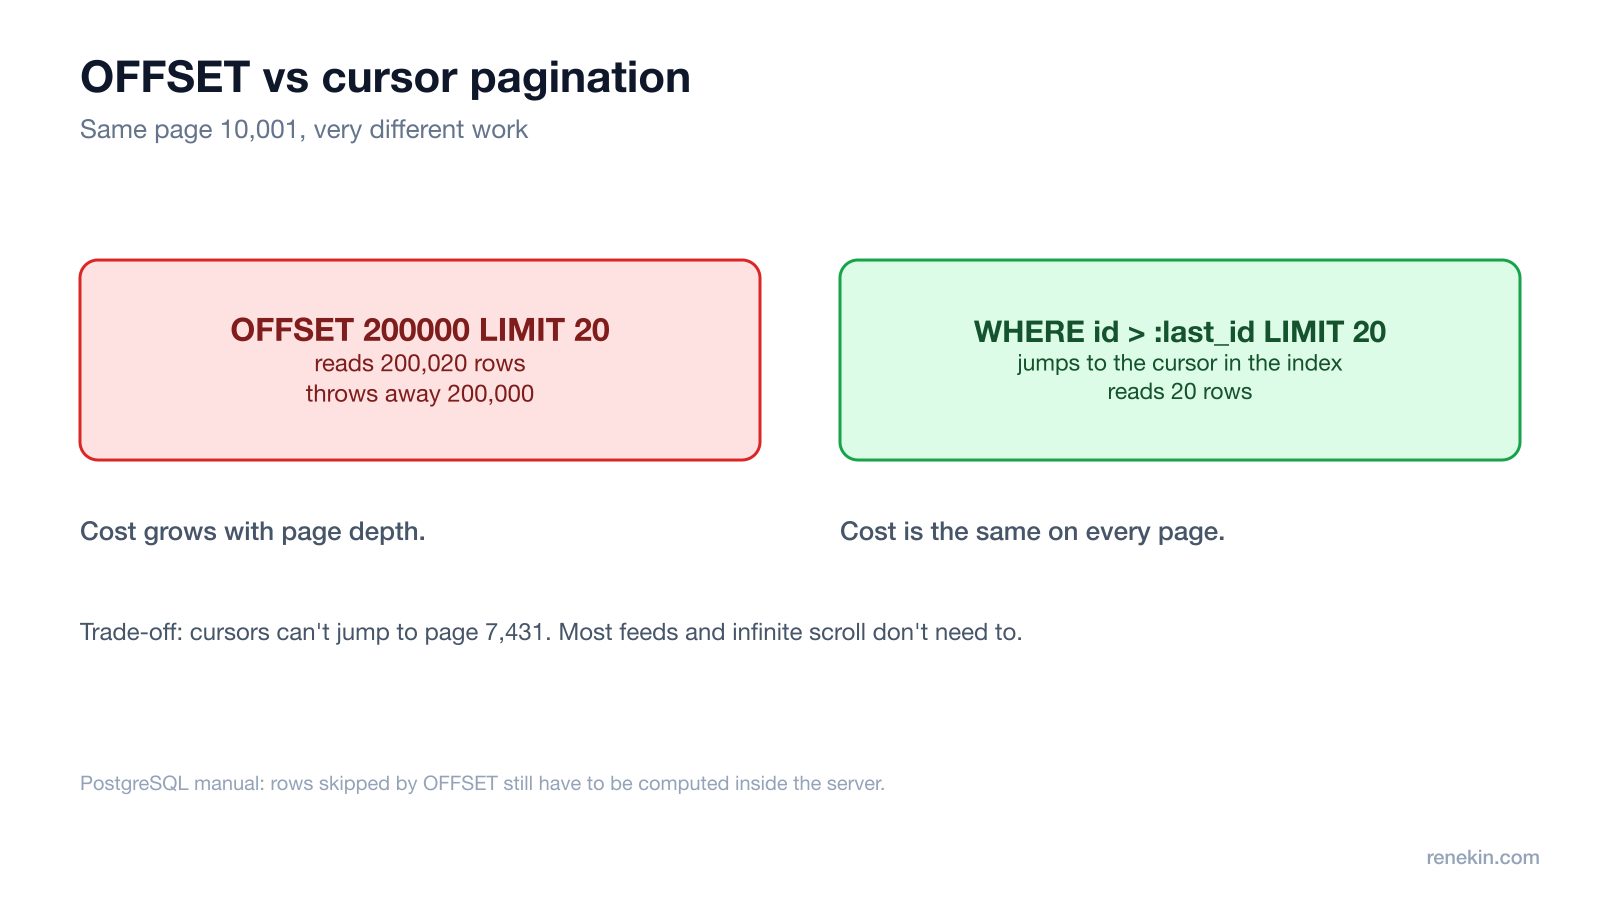 OFFSET vs cursor pagination
Same page 10,001, very different work
OFFSET 200000 LIMIT 20
reads 200,020 rows
throws away 200,000
WHERE id > :last_id LIMIT 20
jumps to the cursor in the index
reads 20 rows
Cost grows with page depth.
Cost is the same on every page.
Trade-off: cursors can't jump to page 7,431. Most feeds and infinite scroll don't need to.
PostgreSQL manual: rows skipped by OFFSET still have to be computed inside the server.
renekin.com